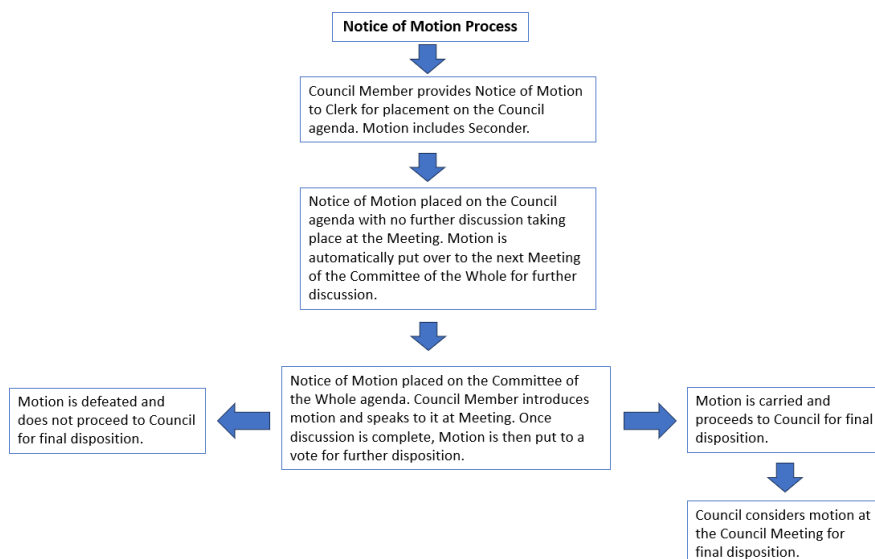 Notice of Motion Process
Council Member provides Notice of Motion
to Clerk for placement on the Council
agenda. Motion includes Seconder.
Notice of Motion placed on the Council
agenda with no further discussion taking
place at the Meeting. Motion is
automatically put over to the next Meeting
of the Committee of the Whole for further
discussion.
Notice of Motion placed on the Committee of
the Whole agenda. Council Member introduces
motion and speaks to it at Meeting. Once
discussion is complete, Motion is then put to a
vote for further disposition.
Motion is defeated and
does not proceed to Council
for final disposition.
Motion is carried and
proceeds to Council for final
disposition.
Council considers motion at
the Council Meeting for
final disposition.